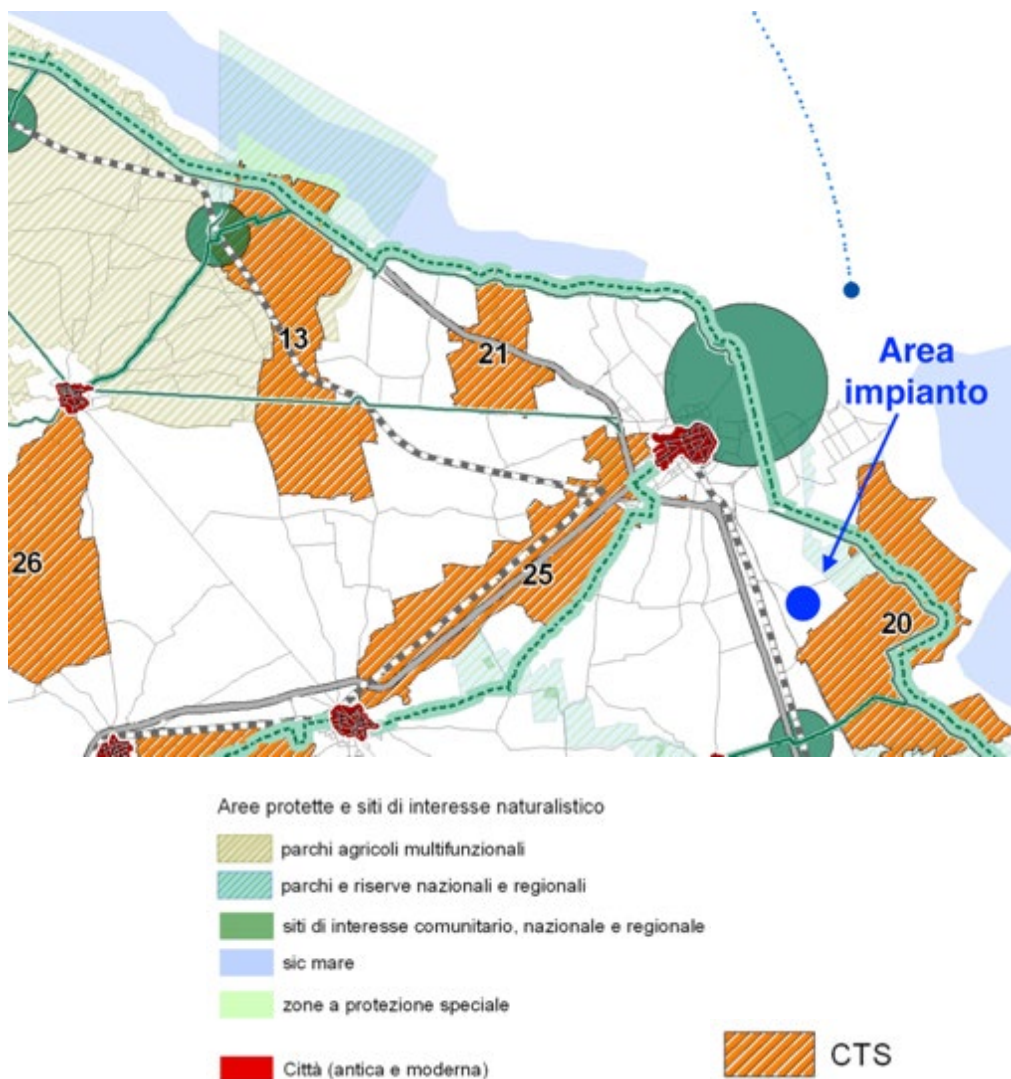 Area
impianto
13
21
26
25
20
Aree protette e siti di interesse naturalistico
parchi agricoli multifunzionali
parchi e riserve nazionali e regionali
siti di interesse comunitario, nazionale e regionale
sic mare
zone a protezione speciale
Città (antica e moderna)
CTS